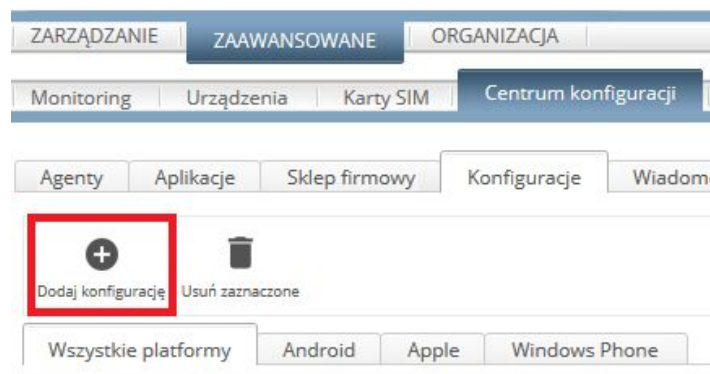 ZARZĄDZANIE ZAAWANSOWANE ORGANIZACJA
Monitoring Urządzenia Karty SIM Centrum konfiguracji
Agenty Aplikacje Sklep firmowy Konfiguracje
Dodaj konfigurację Usuń zaznaczone
Wszystkie platformy Android Apple Windows Phone